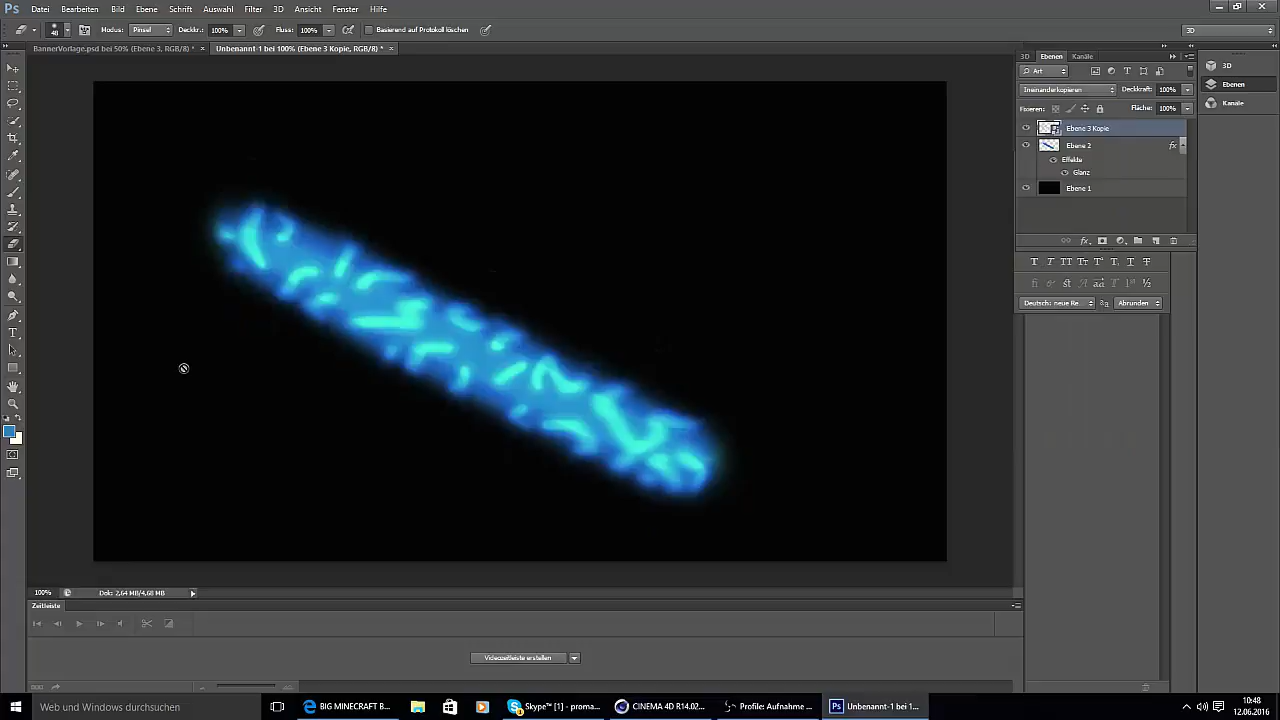 Ps Datei Bearbeiten Bild Ebene Schrift Auswahl Filter 3D Ansicht Fenster Hilfe
48 Modus: Pinsel Deckkr.: 100% Fluss: 100% Basierend auf Protokoll löschen 3D
BannerVorlage.psd bei 50% (Ebene 3, RGB/8) * × Unbenannt-1 bei 100% (Ebene 3 Kopie, RGB/8) * ×
3D Ebenen Kanäle
Art
Ineinanderkopieren Deckkraft: 100%
Fixieren: Fläche: 100%
Ebene 3 Kopie
Ebene 2 fx
Effekte
Glanz
Ebene 1
3D
Ebenen
Kanäle
Deutsch: neue Re... Abrunden
100% Dok: 2,64 MB/4,68 MB
Zeitleiste
Videozeitleiste erstellen
Web und Windows durchsuchen
BIG MINECRAFT B...
Skype™ [1] - proma...
CINEMA 4D R14.02...
Profile: Aufnahme ...
Unbenannt-1 bei 1...
10:48
12.06.2016